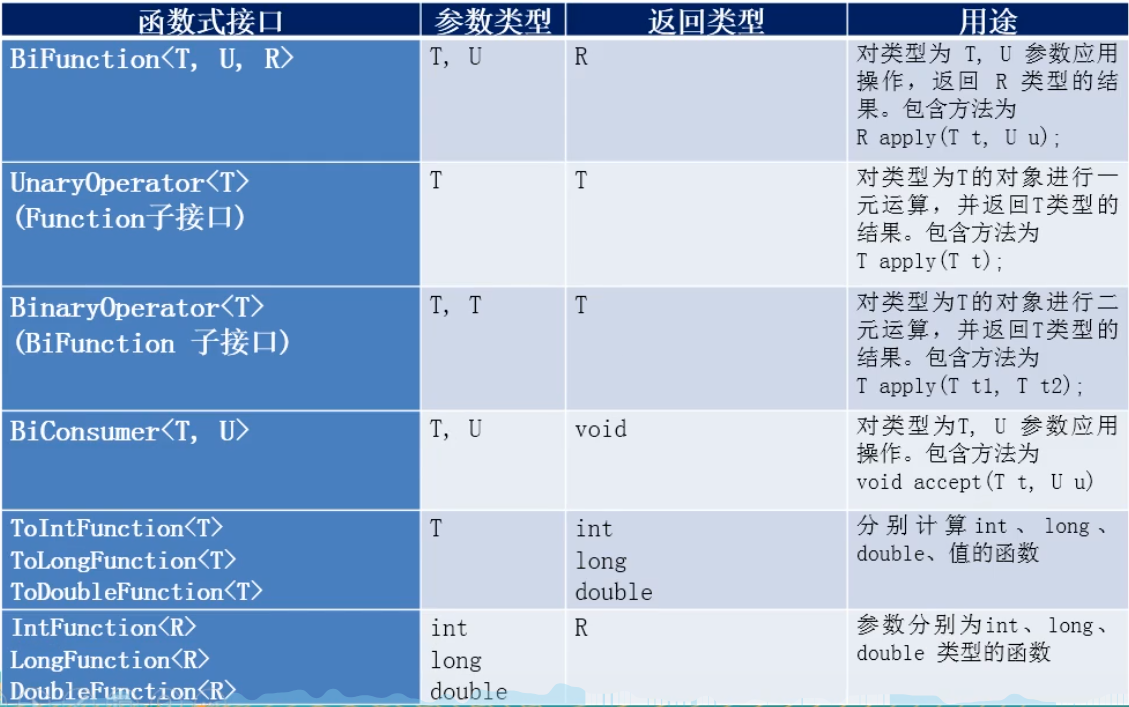 函数式接口 参数类型 返回类型 用途
BiFunction<T, U, R> T, U R 对类型为 T, U 参数应用
操作，返回 R 类型的结
果。包含方法为
R apply(T t, U u);
UnaryOperator<T> T T 对类型为T的对象进行一
(Function子接口) 元运算，并返回T类型的
结果。包含方法为
T apply(T t);
BinaryOperator<T> T, T T 对类型为T的对象进行二
(BiFunction 子接口) 元运算，并返回T类型的
结果。包含方法为
T apply(T t1, T t2);
BiConsumer<T, U> T, U void 对类型为T, U 参数应用
操作。包含方法为
void accept(T t, U u)
ToIntFunction<T> T int 分别计算int、long、
ToLongFunction<T> long double、值的函数
ToDoubleFunction<T> double
IntFunction<R> int R 参数分别为int、long、
LongFunction<R> long double 类型的函数
DoubleFunction<R> double